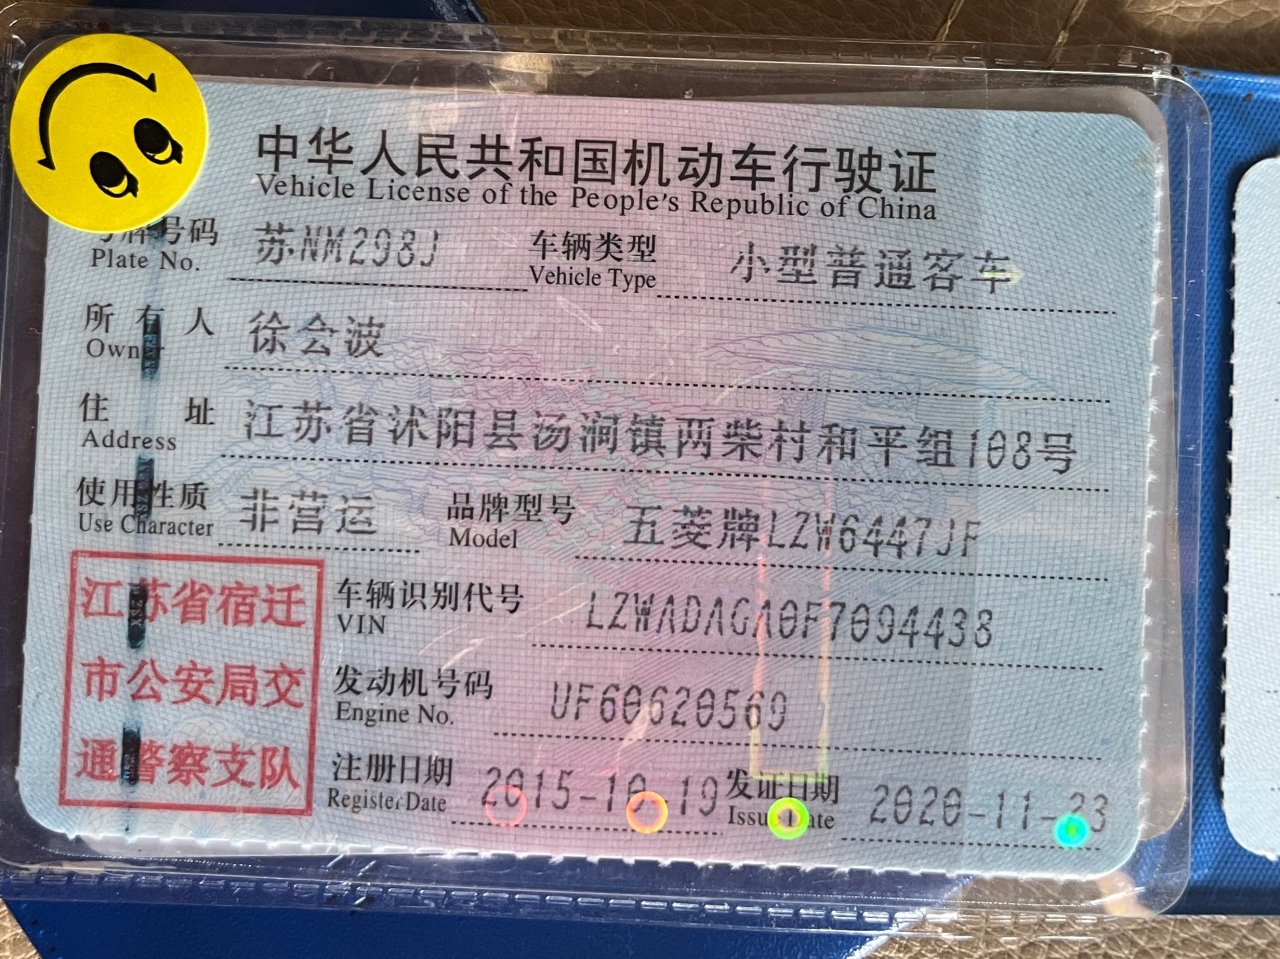 中华人民共和国机动车行驶证
Vehicle License of the People's Republic of China
号牌号码 苏NM298J 车辆类型 小型普通客车
Plate No. Vehicle Type
所有人 徐会波
Owner
住址 江苏省沭阳县汤涧镇两柴村和平组108号
Address
使用性质 非营运 品牌型号 五菱牌LZW6447JF
Use Character Model
江苏省宿迁
市公安局交
通警察支队
车辆识别代号 LZWADAGA0F7094438
VIN
发动机号码 UF60620569
Engine No.
注册日期 2015-10-19 发证日期 2020-11-23
Register Date Issue Date